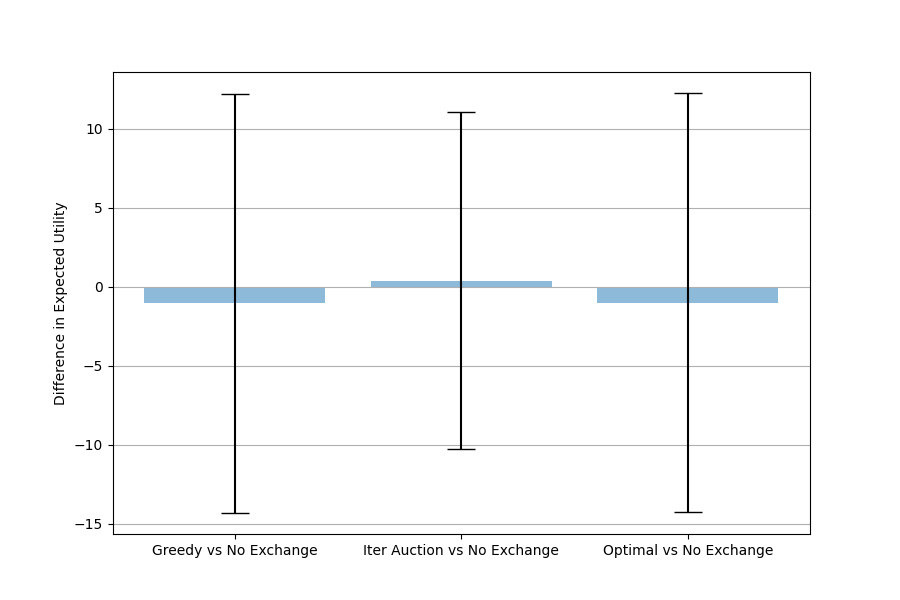 Difference in Expected Utility
10
5
0
−5
−10
−15
Greedy vs No Exchange
Iter Auction vs No Exchange
Optimal vs No Exchange